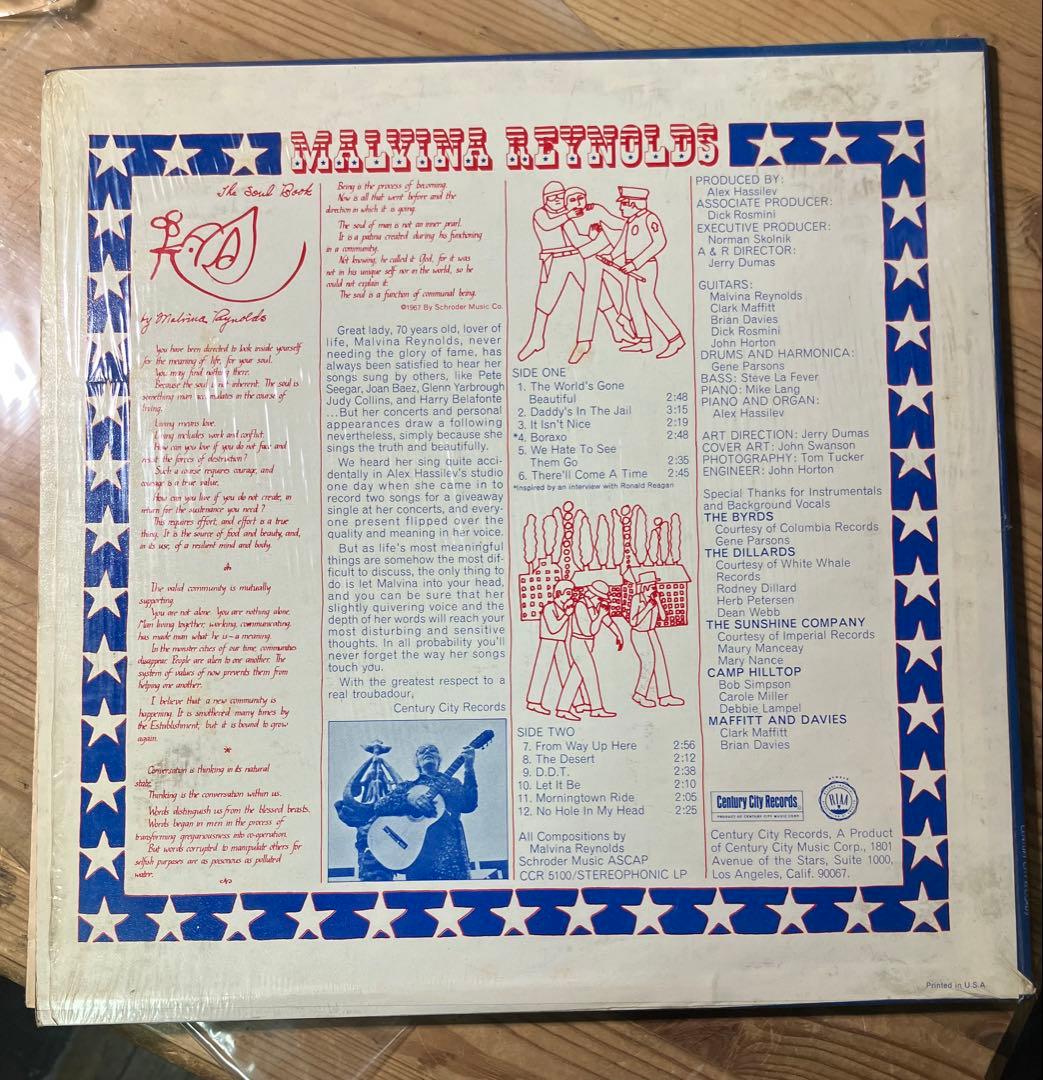 MALVINA REYNOLDS
The Soul Book
by Malvina Reynolds
You have been directed to look inside yourself
for the meaning of life, for your soul.
You may find nothing there.
Because the soul is not inherent. The soul is
something man accumulates in the course of
living.
Living means love.
Living includes work and conflict.
How can you love if you do not face and
resist the forces of destruction?
Such a course requires courage, and
courage is a true value.
How can you live if you do not create, in
return for the sustenance you need?
This requires effort, and effort is a true
thing. It is the source of food and beauty, and,
in its use, of a resilient mind and body.
The valid community is mutually
supporting.
You are not alone. You are nothing alone.
Man living together, working, communicating,
has made man what he is—a meaning.
In the monster cities of our time, communities
disappear. People are alien to one another. The
system of values of now prevents them from
helping one another.
I believe that a new community is
happening. It is smothered many times by
the Establishment, but it is bound to grow
again.
*
Conversation is thinking in its natural
state.
Thinking is the conversation within us.
Words distinguish us from the blessed beasts.
Words began in men in the process of
transforming gregariousness into co-operation.
But words corrupted to manipulate others for
selfish purposes are as poisonous as polluted
water.
Being is the process of becoming.
Now is all that went before and the
direction in which it is going.
The soul of man is not an inner pearl.
It is a patina created during his functioning
in a community.
Not knowing, he called it God, for it was
not in his unique self nor in the world, so he
could not explain it.
The soul is a function of communal being.
©1967 By Schroder Music Co.
Great lady, 70 years old, lover of
life, Malvina Reynolds, never
needing the glory of fame, has
always been satisfied to hear her
songs sung by others, like Pete
Seegar, Joan Baez, Glenn Yarbrough
Judy Collins, and Harry Belafonte
...But her concerts and personal
appearances draw a following
nevertheless, simply because she
sings the truth and beautifully.
We heard her sing quite acci-
dentally in Alex Hassilev's studio
one day when she came in to
record two songs for a giveaway
single at her concerts, and every-
one present flipped over the
quality and meaning in her voice.
But as life's most meaningful
things are somehow the most dif-
ficult to discuss, the only thing to
do is let Malvina into your head,
and you can be sure that her
slightly quivering voice and the
depth of her words will reach your
most disturbing and sensitive
thoughts. In all probability you'll
never forget the way her songs
touch you.
With the greatest respect to a
real troubadour,
Century City Records
SIDE ONE
1. The World's Gone
Beautiful 2:48
2. Daddy's In The Jail 3:15
3. It Isn't Nice 2:19
*4. Boraxo 2:48
5. We Hate To See
Them Go 2:35
6. There'll Come A Time 2:45
*Inspired by an interview with Ronald Reagan
SIDE TWO
7. From Way Up Here 2:56
8. The Desert 2:12
9. D.D.T. 2:38
10. Let It Be 2:10
11. Morningtown Ride 2:05
12. No Hole In My Head 2:25
All Compositions by
Malvina Reynolds
Schroder Music ASCAP
CCR 5100/STEREOPHONIC LP
PRODUCED BY:
Alex Hassilev
ASSOCIATE PRODUCER:
Dick Rosmini
EXECUTIVE PRODUCER:
Norman Skolnik
A & R DIRECTOR:
Jerry Dumas
GUITARS:
Malvina Reynolds
Clark Maffitt
Brian Davies
Dick Rosmini
John Horton
DRUMS AND HARMONICA:
Gene Parsons
BASS: Steve La Fever
PIANO: Mike Lang
PIANO AND ORGAN:
Alex Hassilev
ART DIRECTION: Jerry Dumas
COVER ART: John Swanson
PHOTOGRAPHY: Tom Tucker
ENGINEER: John Horton
Special Thanks for Instrumentals
and Background Vocals
THE BYRDS
Courtesy of Columbia Records
Gene Parsons
THE DILLARDS
Courtesy of White Whale
Records
Rodney Dillard
Herb Petersen
Dean Webb
THE SUNSHINE COMPANY
Courtesy of Imperial Records
Maury Manceay
Mary Nance
CAMP HILLTOP
Bob Simpson
Carole Miller
Debbie Lampel
MAFFITT AND DAVIES
Clark Maffitt
Brian Davies
Century City Records
PRODUCT OF CENTURY CITY MUSIC CORP.
MEMBER
RIAA
Century City Records, A Product
of Century City Music Corp., 1801
Avenue of the Stars, Suite 1000,
Los Angeles, Calif. 90067.
Printed in U.S.A